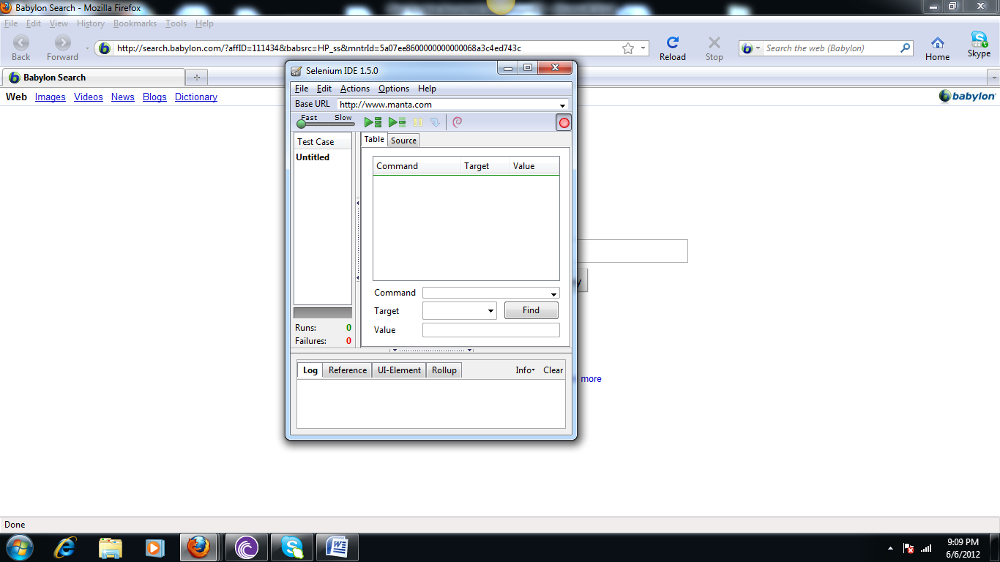 Babylon Search - Mozilla Firefox
File Edit View History Bookmarks Tools Help
Back Forward http://search.babylon.com/?affID=111434&babsrc=HP_ss&mntrId=5a07ee8600000000000068a3c4ed743c Reload Stop Search the web (Babylon) Home Skype
Babylon Search
Web Images Videos News Blogs Dictionary babylon
Selenium IDE 1.5.0
File Edit Actions Options Help
Base URL http://www.manta.com
Fast Slow
Test Case Table Source
Untitled
Command Target Value
Command
Target Find
Value
Runs: 0
Failures: 0
Log Reference UI-Element Rollup Info Clear
more
Done
9:09 PM
6/6/2012